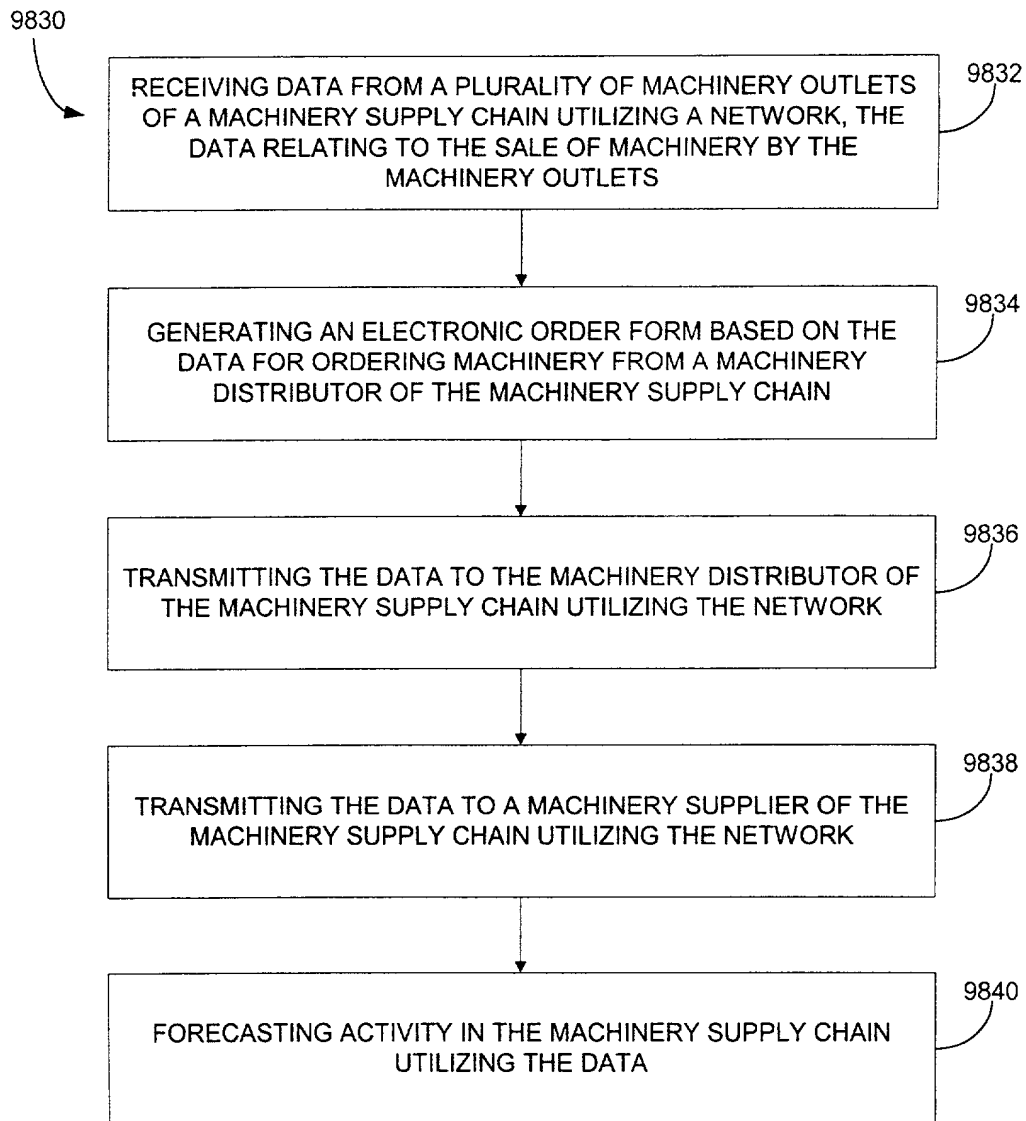 9830
RECEIVING DATA FROM A PLURALITY OF MACHINERY OUTLETS
OF A MACHINERY SUPPLY CHAIN UTILIZING A NETWORK, THE
DATA RELATING TO THE SALE OF MACHINERY BY THE
MACHINERY OUTLETS
9832
GENERATING AN ELECTRONIC ORDER FORM BASED ON THE
DATA FOR ORDERING MACHINERY FROM A MACHINERY
DISTRIBUTOR OF THE MACHINERY SUPPLY CHAIN
9834
TRANSMITTING THE DATA TO THE MACHINERY DISTRIBUTOR OF
THE MACHINERY SUPPLY CHAIN UTILIZING THE NETWORK
9836
TRANSMITTING THE DATA TO A MACHINERY SUPPLIER OF THE
MACHINERY SUPPLY CHAIN UTILIZING THE NETWORK
9838
FORECASTING ACTIVITY IN THE MACHINERY SUPPLY CHAIN
UTILIZING THE DATA
9840